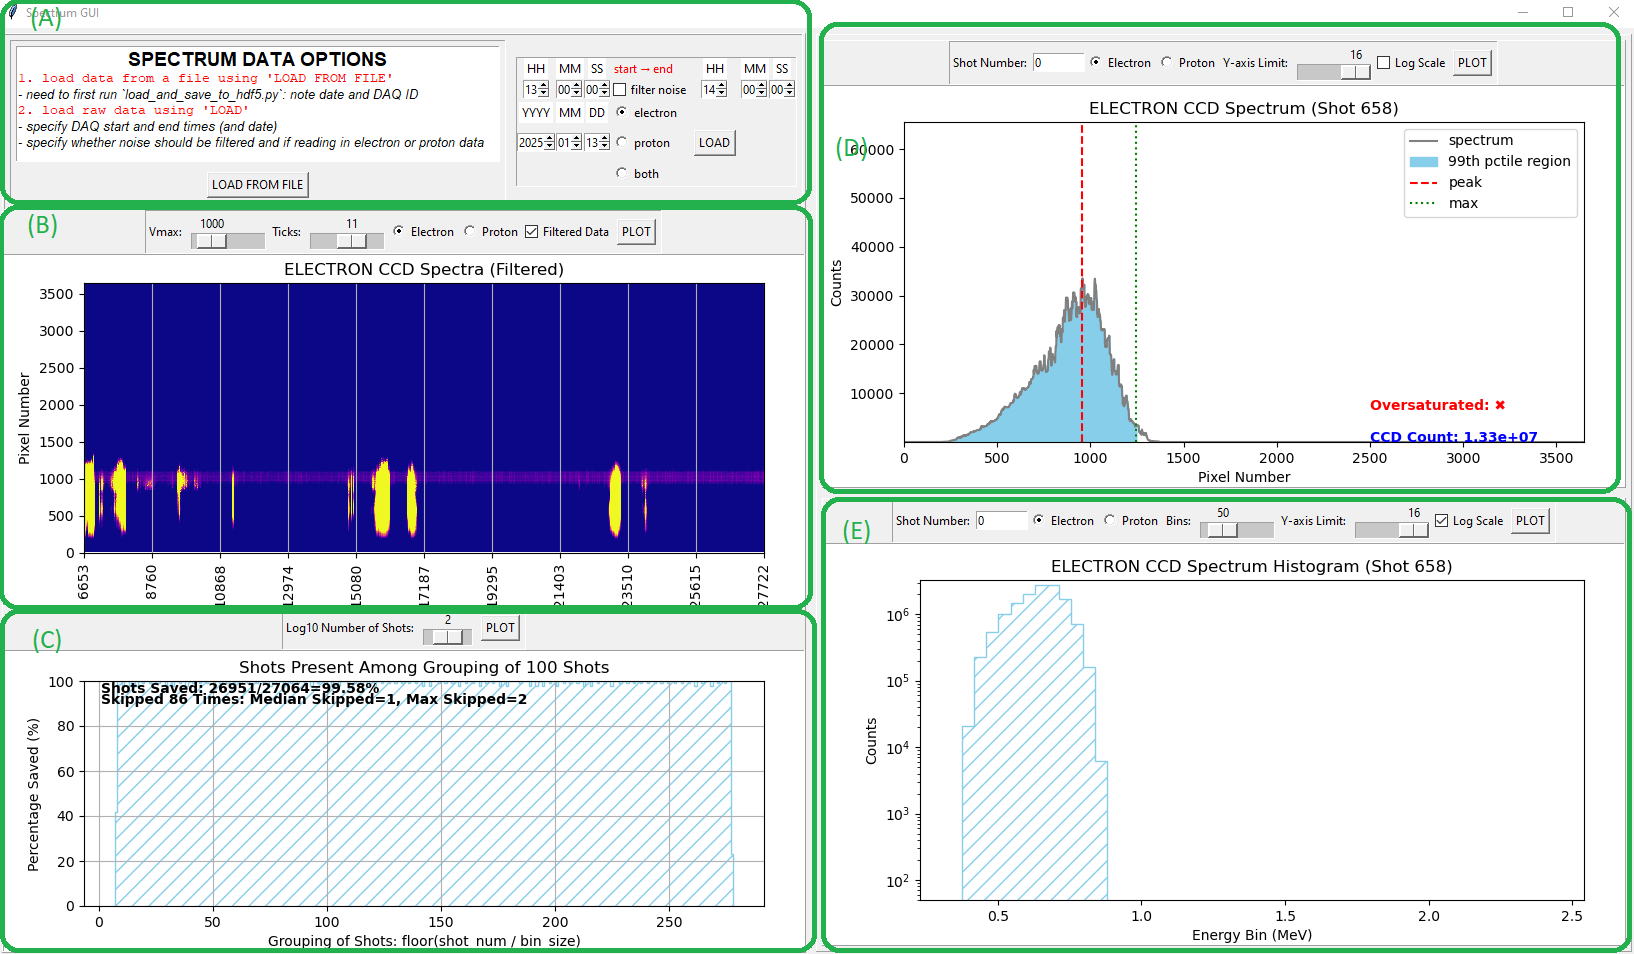 (A)
Spectrum GUI
SPECTRUM DATA OPTIONS
1. load data from a file using 'LOAD FROM FILE'
- need to first run `load_and_save_to_hdf5.py`: note date and DAQ ID
2. load raw data using 'LOAD'
- specify DAQ start and end times (and date)
- specify whether noise should be filtered and if reading in electron or proton data
LOAD FROM FILE
HH MM SS start → end HH MM SS
13 00 00 filter noise 14 00 00
YYYY MM DD electron
2025 01 13 proton LOAD
both
(B)
Vmax: 1000 Ticks: 11 Electron Proton Filtered Data PLOT
ELECTRON CCD Spectra (Filtered)
Pixel Number
3500
3000
2500
2000
1500
1000
500
0
6653 8760 10868 12974 15080 17187 19295 21403 23510 25615 27722
(C)
Log10 Number of Shots: 2 PLOT
Shots Present Among Grouping of 100 Shots
Shots Saved: 26951/27064=99.58%
Skipped 86 Times: Median Skipped=1, Max Skipped=2
Percentage Saved (%)
100
80
60
40
20
0
0 50 100 150 200 250
Grouping of Shots: floor(shot_num / bin_size)
(D)
Shot Number: 0 Electron Proton Y-axis Limit: 16 Log Scale PLOT
ELECTRON CCD Spectrum (Shot 658)
spectrum
99th pctile region
peak
max
Counts
60000
50000
40000
30000
20000
10000
Oversaturated: ✖
CCD Count: 1.33e+07
0 500 1000 1500 2000 2500 3000 3500
Pixel Number
(E)
Shot Number: 0 Electron Proton Bins: 50 Y-axis Limit: 16 Log Scale PLOT
ELECTRON CCD Spectrum Histogram (Shot 658)
Counts
10⁶
10⁵
10⁴
10³
10²
0.5 1.0 1.5 2.0 2.5
Energy Bin (MeV)